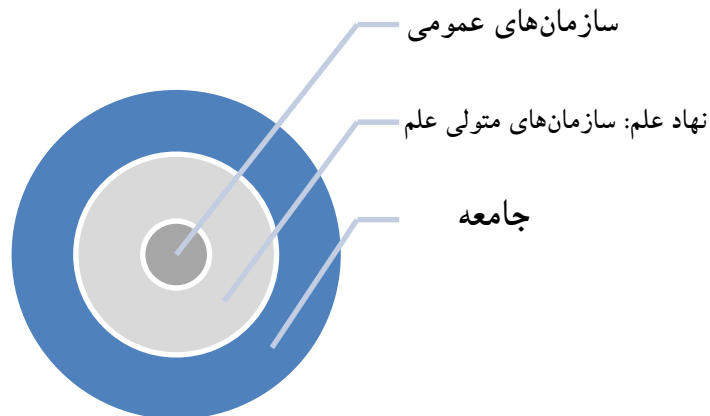 سازمان‌های عمومی
نهاد علم: سازمان‌های متولی علم
جامعه